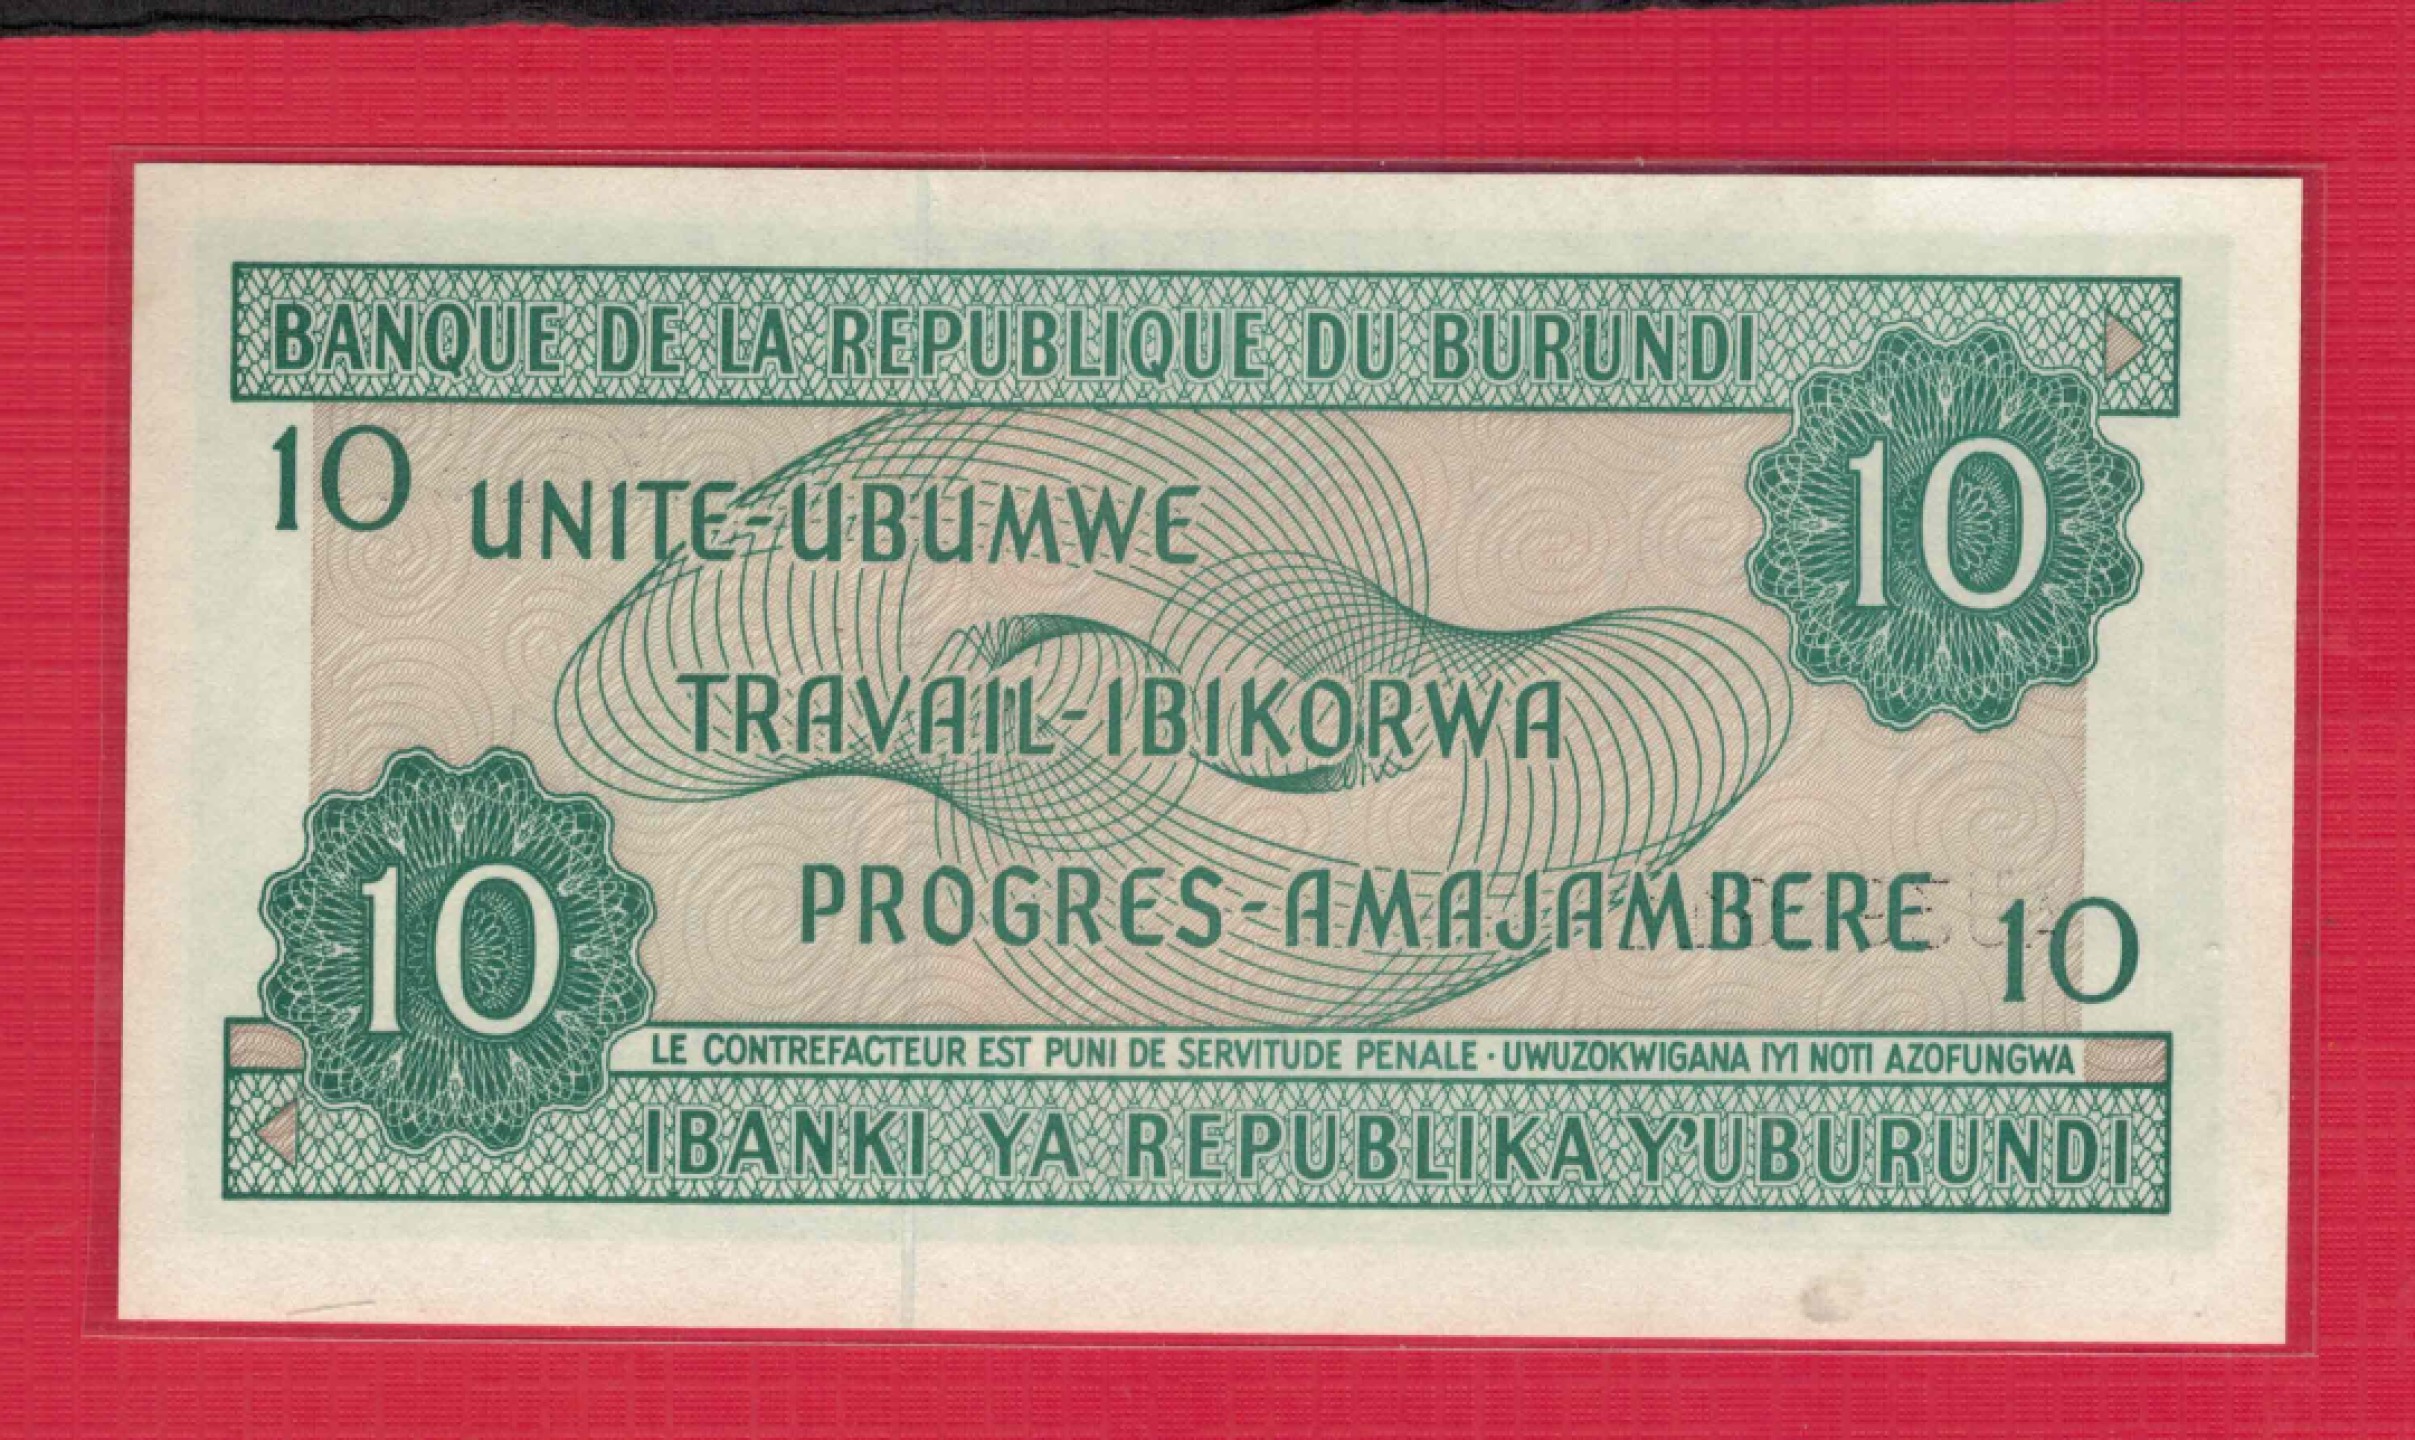 BANQUE DE LA REPUBLIQUE DU BURUNDI
10
10
UNITE-UBUMWE
TRAVAIL-IBIKORWA
PROGRES-AMAJAMBERE
10
10
LE CONTREFACTEUR EST PUNI DE SERVITUDE PENALE · UWUZOKWIGANA IYI NOTI AZOFUNGWA
IBANKI YA REPUBLIKA Y'UBURUNDI